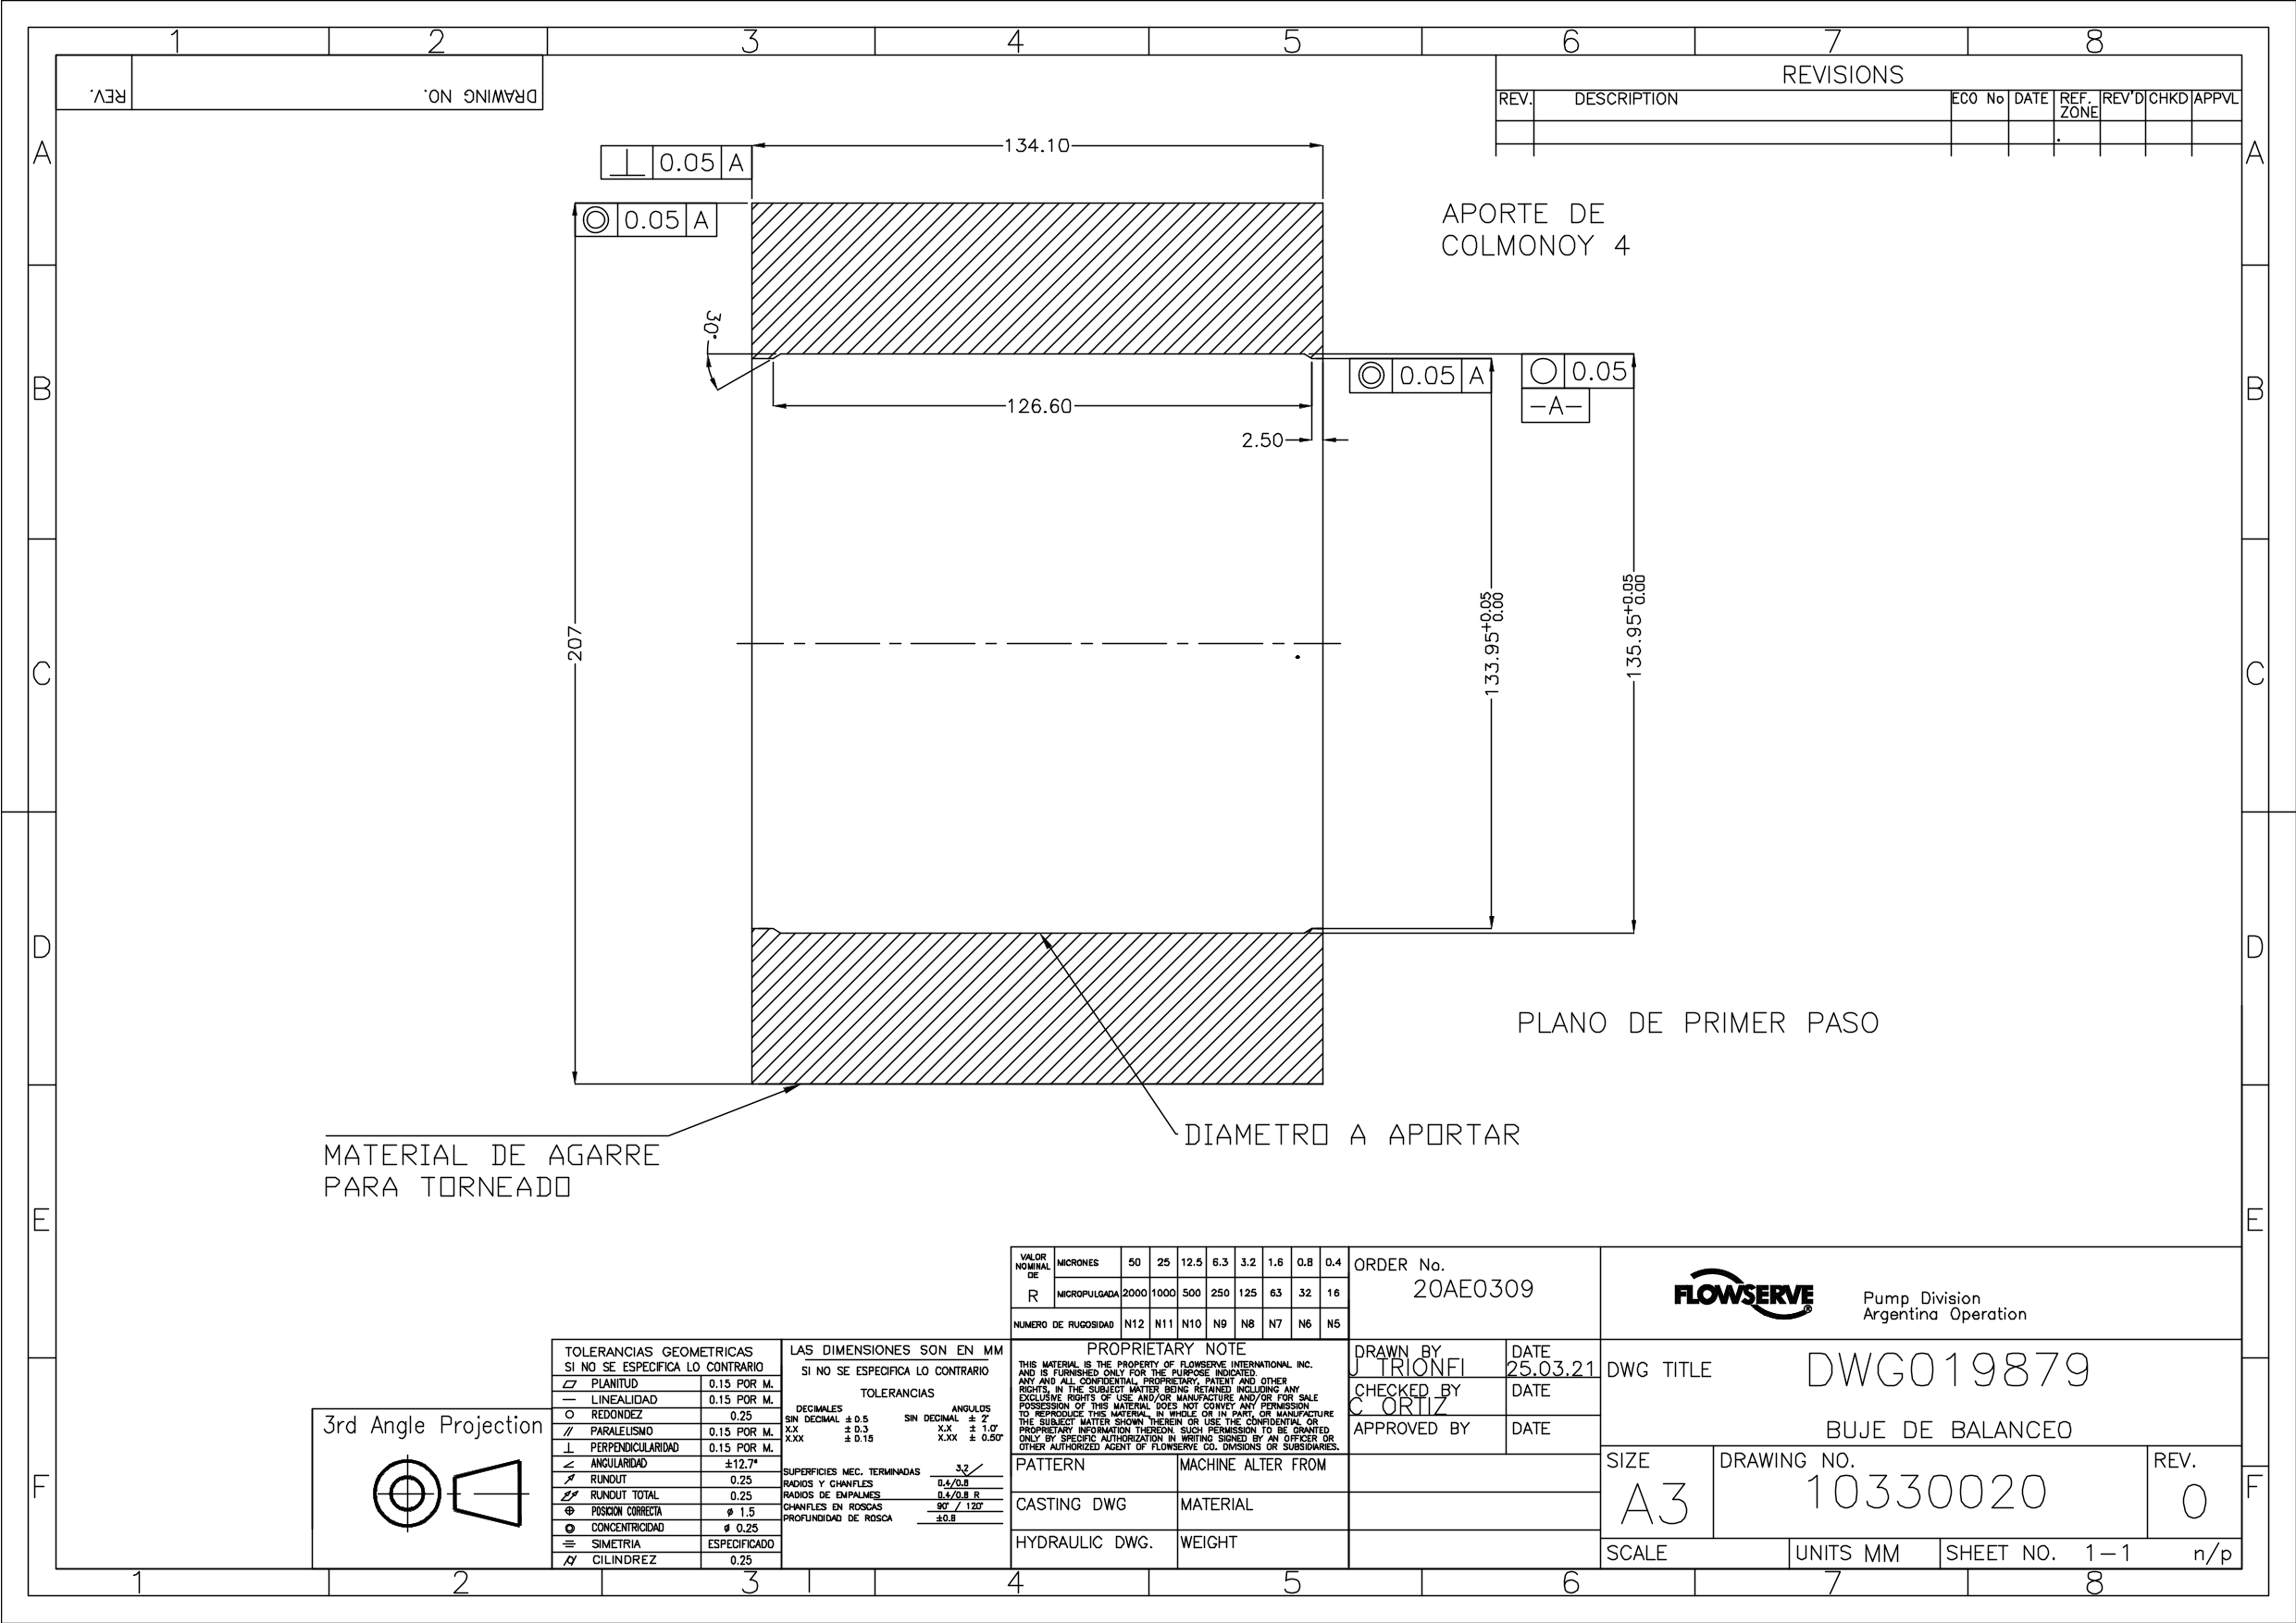 1 2 3 4 5 6 7 8
REV.
DRAWING NO.
REVISIONS
REV. DESCRIPTION ECO No DATE REF. ZONE REV'D CHKD APPVL
A
A
B
B
C
C
D
D
E
E
F
F
134.10
⊥ 0.05 A
◎ 0.05 A
APORTE DE
COLMONOY 4
30°
126.60
2.50
◎ 0.05 A
○ 0.05
-A-
207
133.95+0.05 0.00
135.95+0.05 0.00
PLANO DE PRIMER PASO
DIAMETRO A APORTAR
MATERIAL DE AGARRE
PARA TORNEADO
VALOR NOMINAL DE R
MICRONES 50 25 12.5 6.3 3.2 1.6 0.8 0.4
MICROPULGADA 2000 1000 500 250 125 63 32 16
NUMERO DE RUGOSIDAD N12 N11 N10 N9 N8 N7 N6 N5
ORDER No.
20AE0309
FLOWSERVE®
Pump Division
Argentina Operation
3rd Angle Projection
TOLERANCIAS GEOMETRICAS
SI NO SE ESPECIFICA LO CONTRARIO
PLANITUD 0.15 POR M.
LINEALIDAD 0.15 POR M.
REDONDEZ 0.25
PARALELISMO 0.15 POR M.
PERPENDICULARIDAD 0.15 POR M.
ANGULARIDAD ±12.7"
RUNOUT 0.25
RUNOUT TOTAL 0.25
POSICION CORRECTA ø 1.5
CONCENTRICIDAD ø 0.25
SIMETRIA ESPECIFICADO
CILINDREZ 0.25
LAS DIMENSIONES SON EN MM
SI NO SE ESPECIFICA LO CONTRARIO
TOLERANCIAS
DECIMALES ANGULOS
SIN DECIMAL ± 0.5 SIN DECIMAL ± 2°
X.X ± 0.3 X.X ± 1.0°
X.XX ± 0.15 X.XX ± 0.50°
SUPERFICIES MEC. TERMINADAS 3.2
RADIOS Y CHANFLES 0.4/0.8
RADIOS DE EMPALMES 0.4/0.8 R
CHANFLES EN ROSCAS 90° / 120°
PROFUNDIDAD DE ROSCA ±0.8
PROPRIETARY NOTE
THIS MATERIAL IS THE PROPERTY OF FLOWSERVE INTERNATIONAL INC.
AND IS FURNISHED ONLY FOR THE PURPOSE INDICATED.
ANY AND ALL CONFIDENTIAL, PROPRIETARY, PATENT AND OTHER
RIGHTS, IN THE SUBJECT MATTER BEING RETAINED INCLUDING ANY
EXCLUSIVE RIGHTS OF USE AND/OR MANUFACTURE AND/OR FOR SALE
POSSESSION OF THIS MATERIAL DOES NOT CONVEY ANY PERMISSION
TO REPRODUCE THIS MATERIAL, IN WHOLE OR IN PART, OR MANUFACTURE
THE SUBJECT MATTER SHOWN THEREIN OR USE THE CONFIDENTIAL OR
PROPRIETARY INFORMATION THEREON. SUCH PERMISSION TO BE GRANTED
ONLY BY SPECIFIC AUTHORIZATION IN WRITING SIGNED BY AN OFFICER OR
OTHER AUTHORIZED AGENT OF FLOWSERVE CO. DIVISIONS OR SUBSIDIARIES.
PATTERN
MACHINE ALTER FROM
CASTING DWG
MATERIAL
HYDRAULIC DWG.
WEIGHT
DRAWN BY
J TRIONFI
DATE
25.03.21
CHECKED BY
C ORTIZ
DATE
APPROVED BY
DATE
DWG TITLE
DWG019879
BUJE DE BALANCEO
SIZE
A3
DRAWING NO.
10330020
REV.
0
SCALE
UNITS MM
SHEET NO. 1-1
n/p
1 2 3 4 5 6 7 8